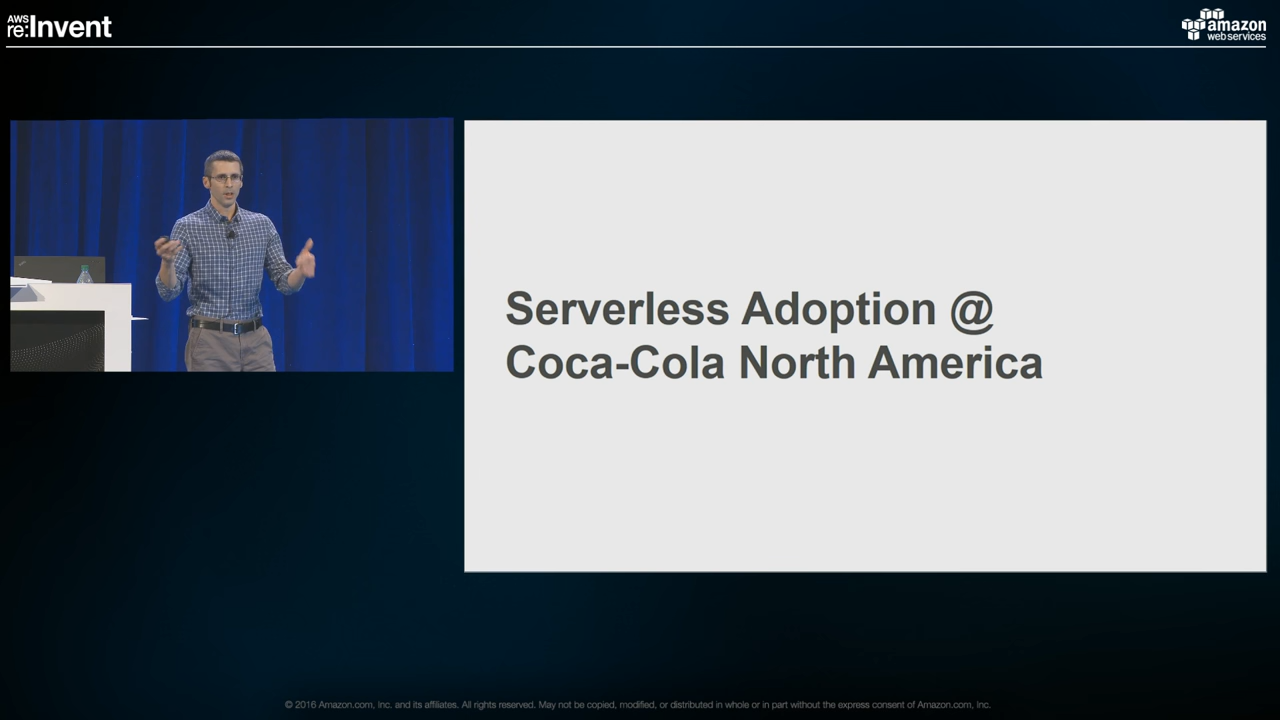 AWS
re:Invent
amazon
webservices
Serverless Adoption @
Coca-Cola North America
© 2016 Amazon.com, Inc. and its affiliates. All rights reserved. May not be copied, modified, or distributed in whole or in part without the express consent of Amazon.com, Inc.